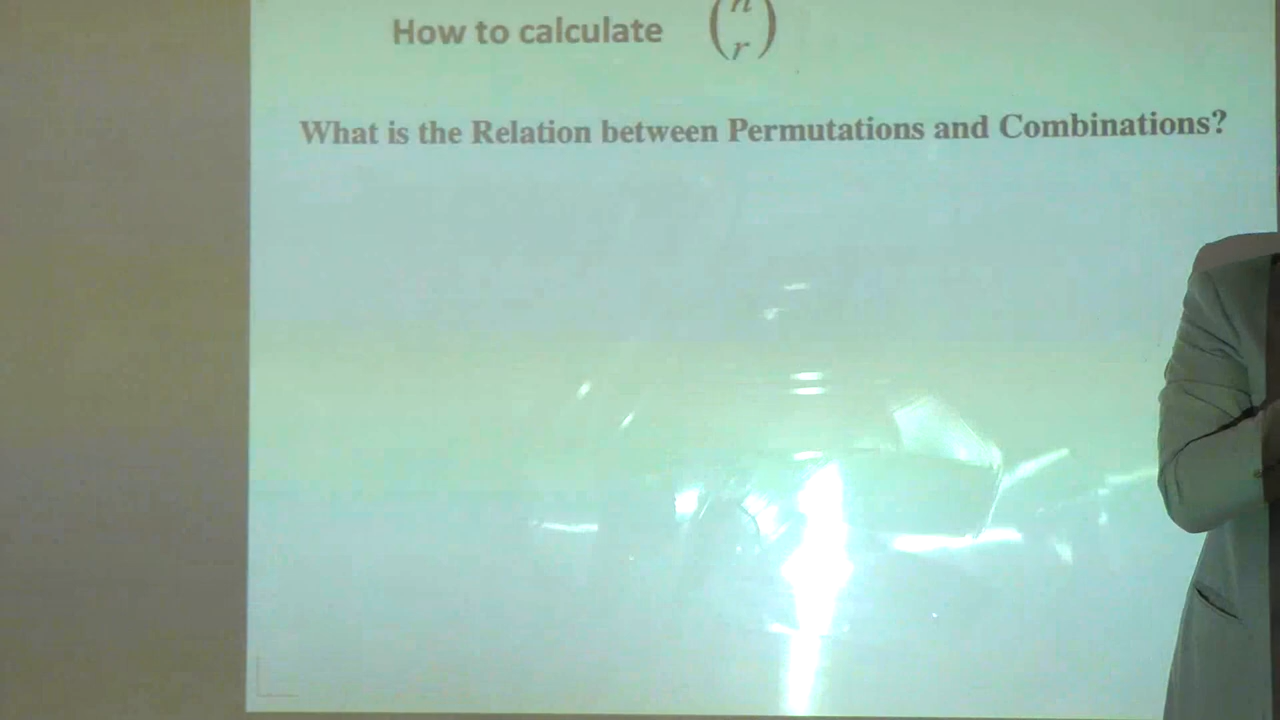 How to calculate (n r)
What is the Relation between Permutations and Combinations?